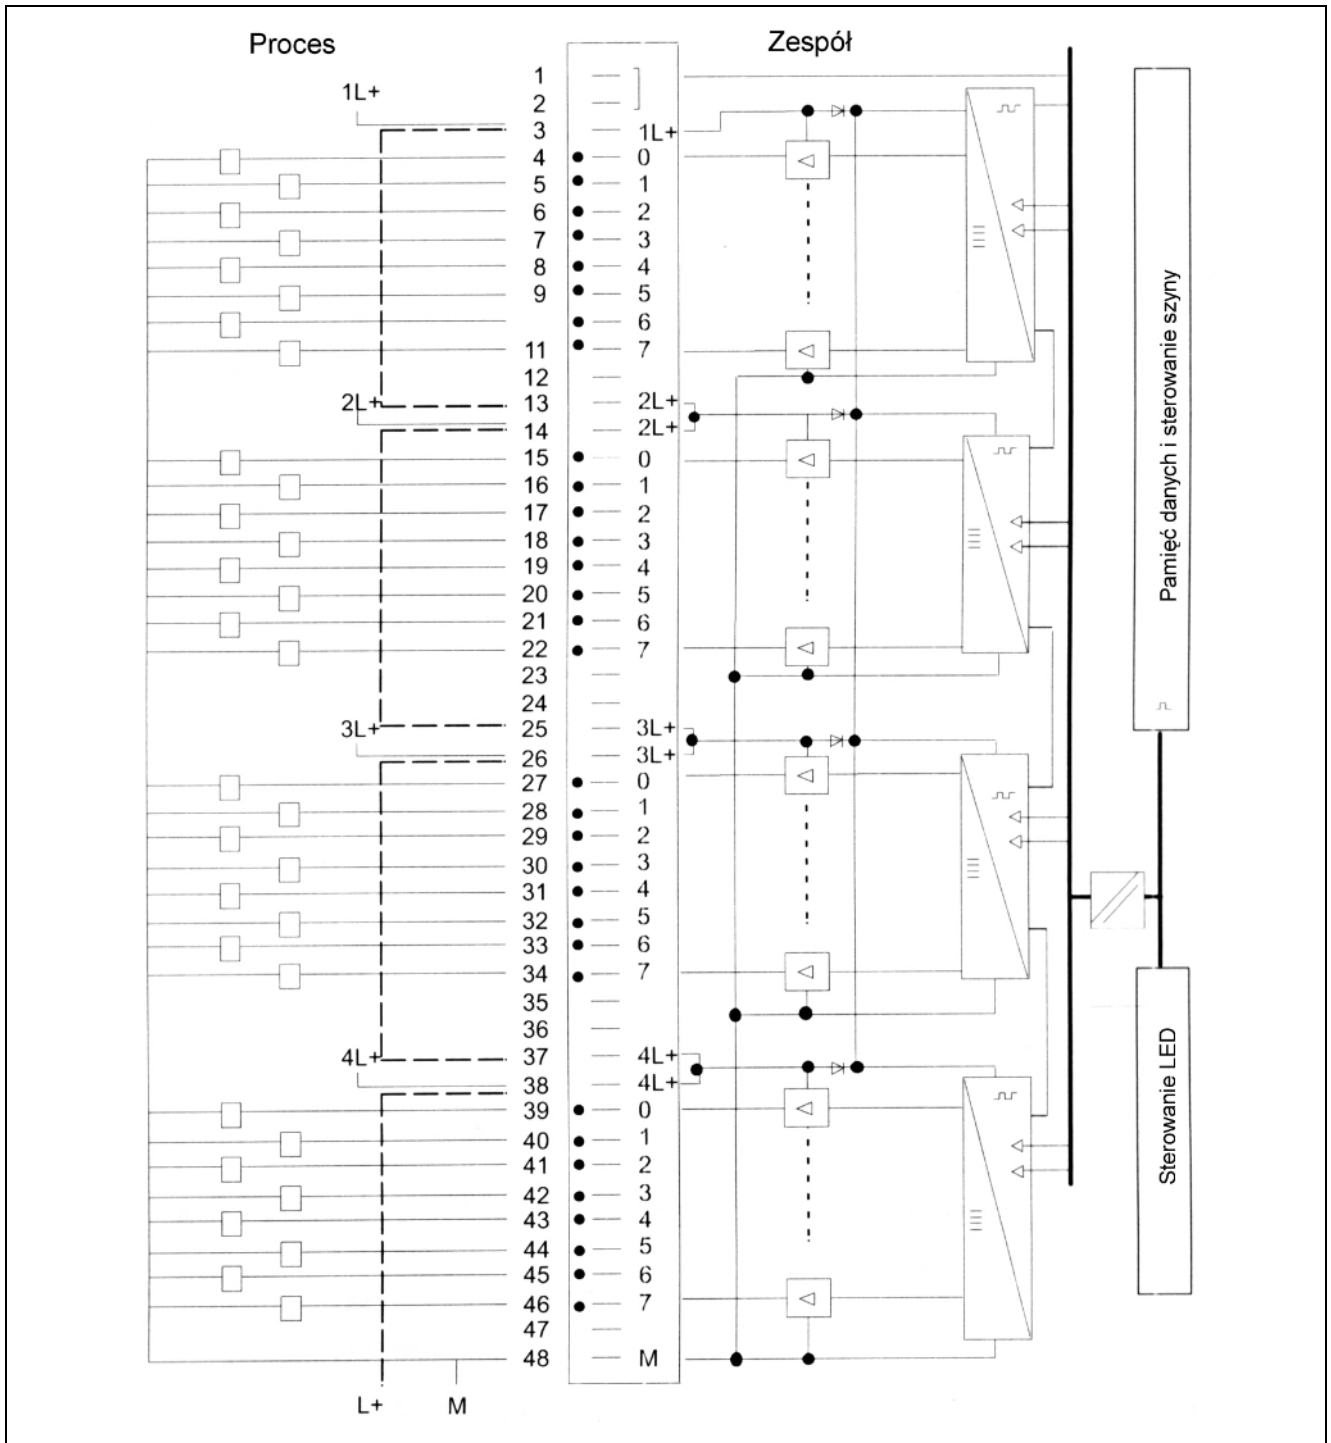 Proces
Zespół
1
1L+
2
3 1L+
4 0
5 1
6 2
7 3
8 4
9 5
6
11 7
12
2L+ 13 2L+
14 2L+
15 0
16 1
17 2
18 3
19 4
20 5
21 6
22 7
23
24
3L+ 25 3L+
26 3L+
27 0
28 1
29 2
30 3
31 4
32 5
33 6
34 7
35
36
4L+ 37 4L+
38 4L+
39 0
40 1
41 2
42 3
43 4
44 5
45 6
46 7
47
48 M
L+ M
Pamięć danych i sterowanie szyny
Sterowanie LED